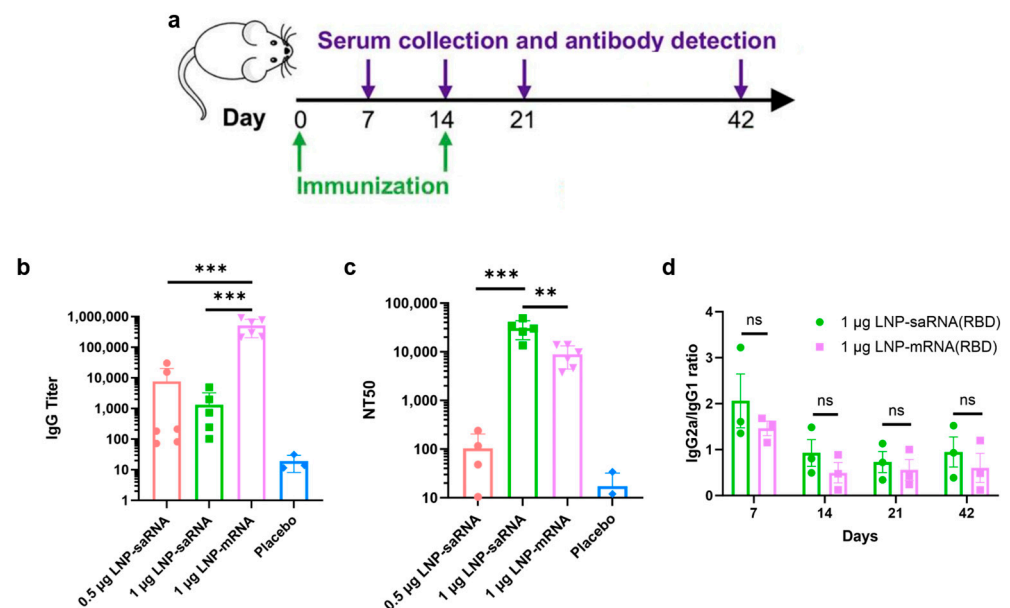 a
Serum collection and antibody detection
Day 0 7 14 21 42
Immunization
b
IgG Titer
1,000,000
100,000
10,000
1,000
100
10
1
***
***
0.5 µg LNP-saRNA
1 µg LNP-saRNA
1 µg LNP-mRNA
Placebo
c
NT50
100,000
10,000
1,000
100
10
***
**
0.5 µg LNP-saRNA
1 µg LNP-saRNA
1 µg LNP-mRNA
Placebo
d
IgG2a/IgG1 ratio
4
3
2
1
0
1 µg LNP-saRNA(RBD)
1 µg LNP-mRNA(RBD)
ns
ns
ns
ns
7 14 21 42
Days